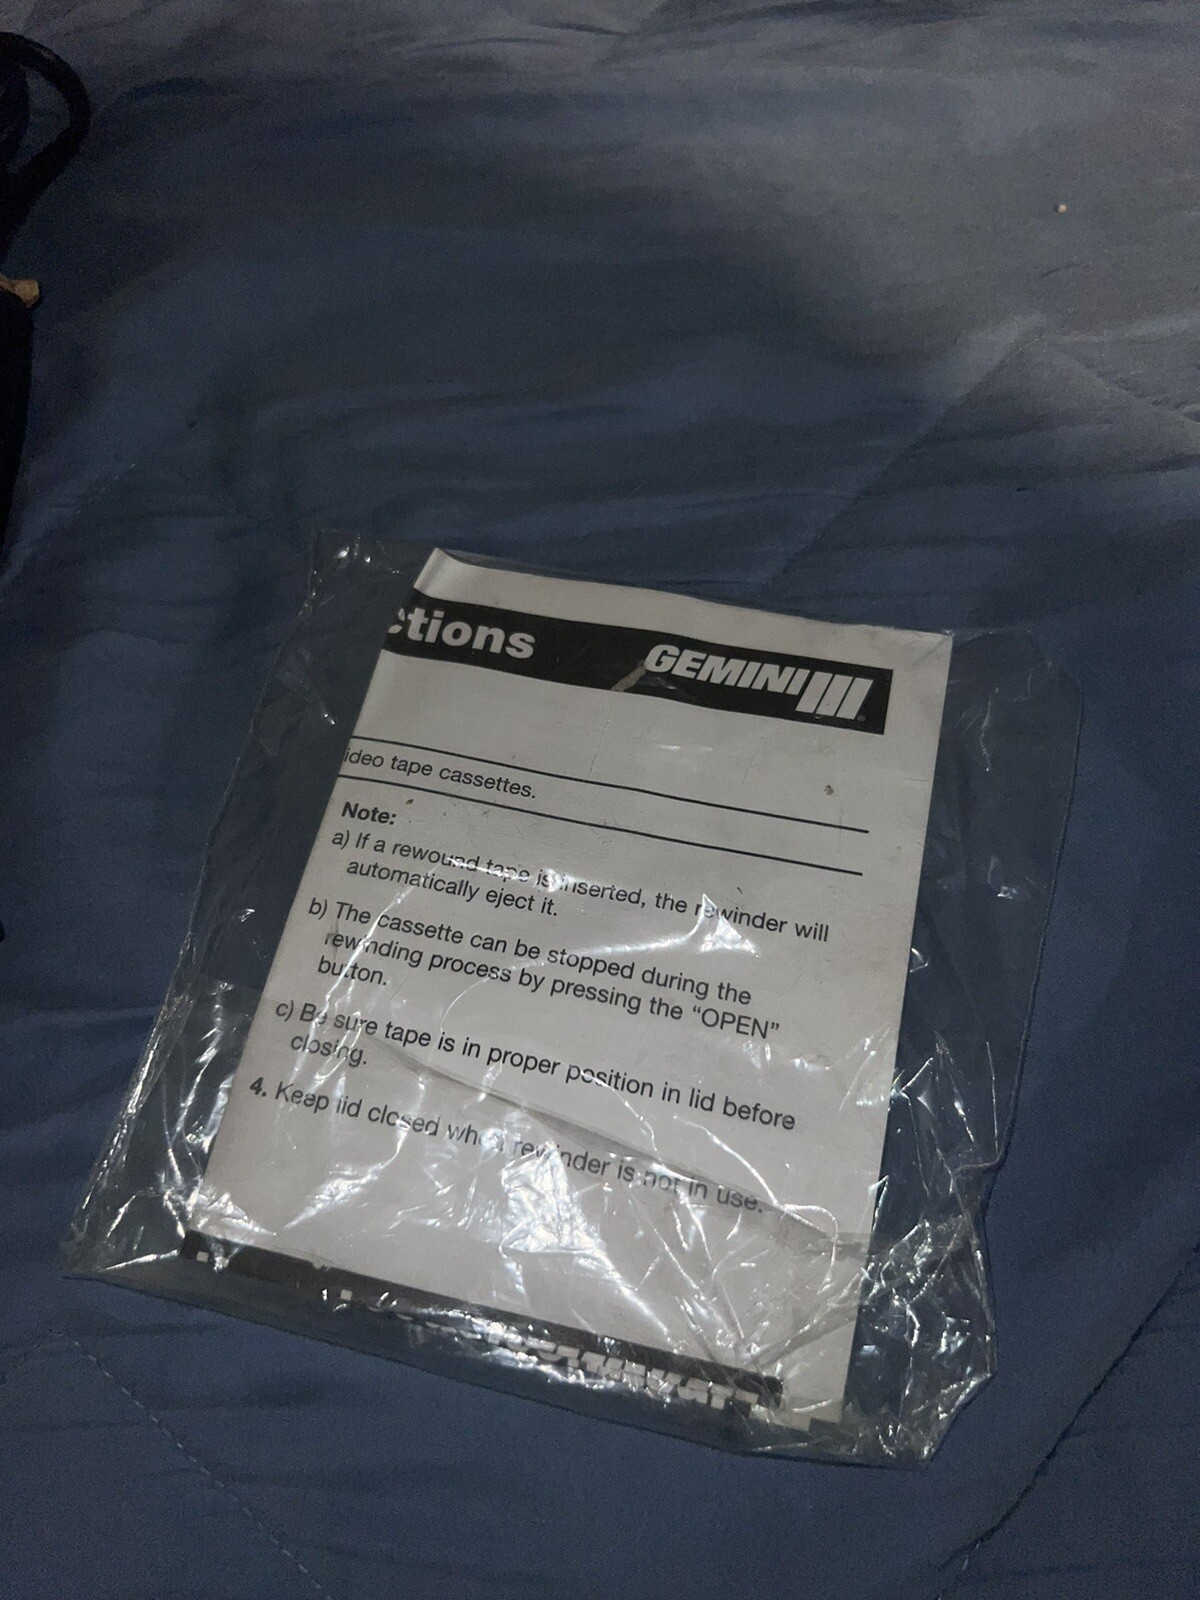 ctions GEMINI III ®
ideo tape cassettes.
Note:
a) If a rewound tape is inserted, the rewinder will
automatically eject it.
b) The cassette can be stopped during the
rewinding process by pressing the “OPEN”
button.
c) Be sure tape is in proper position in lid before
closing.
4. Keep lid closed when rewinder is not in use.